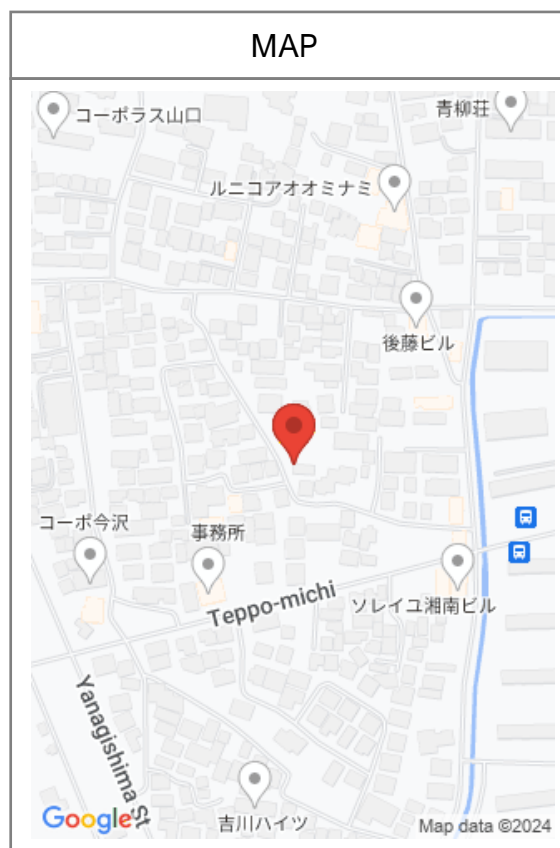 MAP
コーポラス山口
青柳荘
ルニコアオオミナミ
後藤ビル
コーポ今沢
事務所
Teppo-michi
ソレイユ湘南ビル
Yanagishima St
吉川ハイツ
Google
Map data ©2024